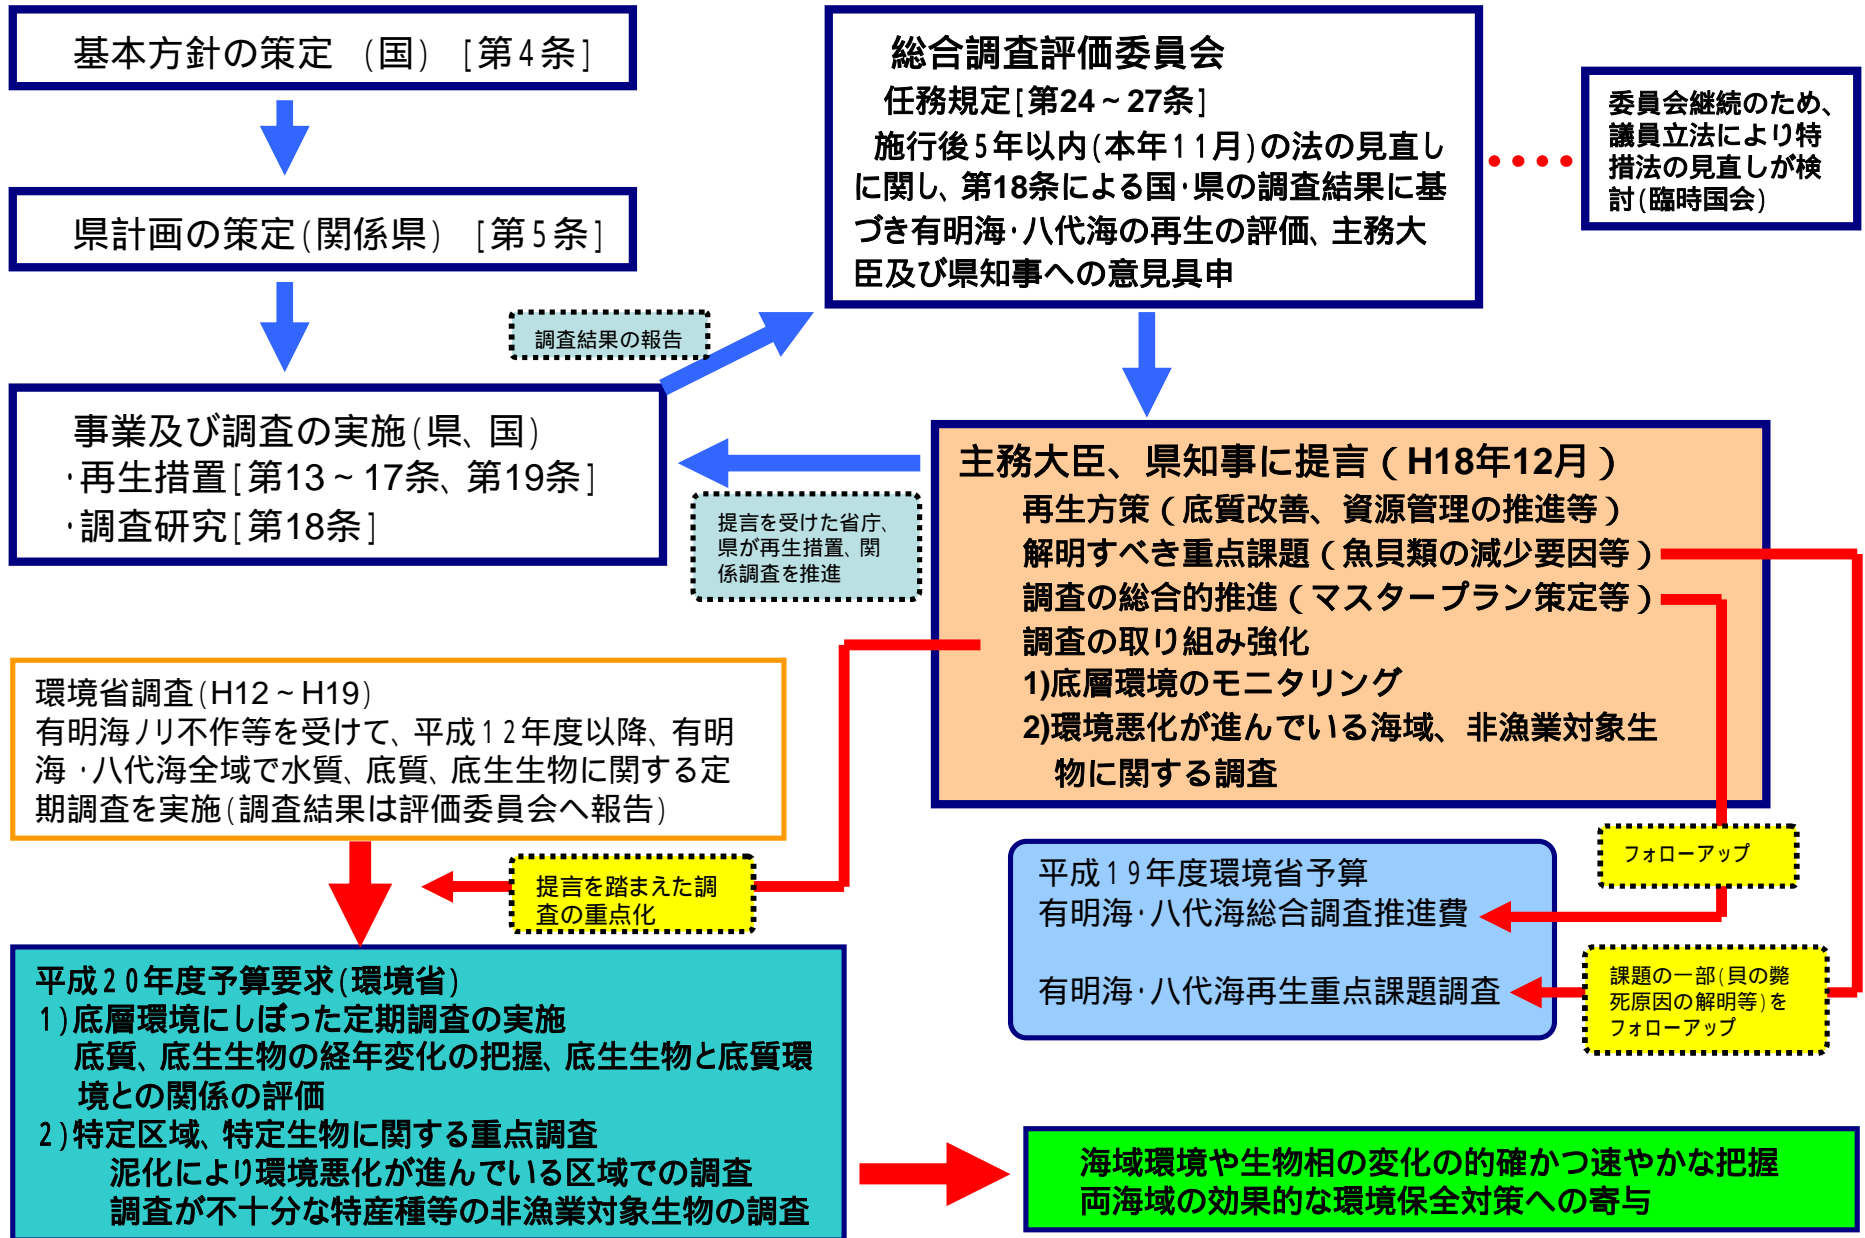 基本方針の策定 (国) [第4条]
県計画の策定(関係県) [第5条]
調査結果の報告
事業及び調査の実施(県、国)
・再生措置[第13~17条、第19条]
・調査研究[第18条]
総合調査評価委員会
任務規定[第24~27条]
施行後5年以内(本年11月)の法の見直し
に関し、第18条による国・県の調査結果に基
づき有明海・八代海の再生の評価、主務大
臣及び県知事への意見具申
委員会継続のため、
議員立法により特
措法の見直しが検
討(臨時国会)
主務大臣、県知事に提言(H18年12月)
再生方策(底質改善、資源管理の推進等)
解明すべき重点課題(魚貝類の減少要因等)
調査の総合的推進(マスタープラン策定等)
調査の取り組み強化
1)底層環境のモニタリング
2)環境悪化が進んでいる海域、非漁業対象生
物に関する調査
提言を受けた省庁、
県が再生措置、関
係調査を推進
環境省調査(H12~H19)
有明海ノリ不作等を受けて、平成12年度以降、有明
海・八代海全域で水質、底質、底生生物に関する定
期調査を実施(調査結果は評価委員会へ報告)
提言を踏まえた調
査の重点化
平成19年度環境省予算
有明海・八代海総合調査推進費
有明海・八代海再生重点課題調査
フォローアップ
課題の一部(貝の斃
死原因の解明等)を
フォローアップ
平成20年度予算要求(環境省)
1)底層環境にしぼった定期調査の実施
底質、底生生物の経年変化の把握、底生生物と底質環
境との関係の評価
2)特定区域、特定生物に関する重点調査
泥化により環境悪化が進んでいる区域での調査
調査が不十分な特産種等の非漁業対象生物の調査
海域環境や生物相の変化の的確かつ速やかな把握
両海域の効果的な環境保全対策への寄与